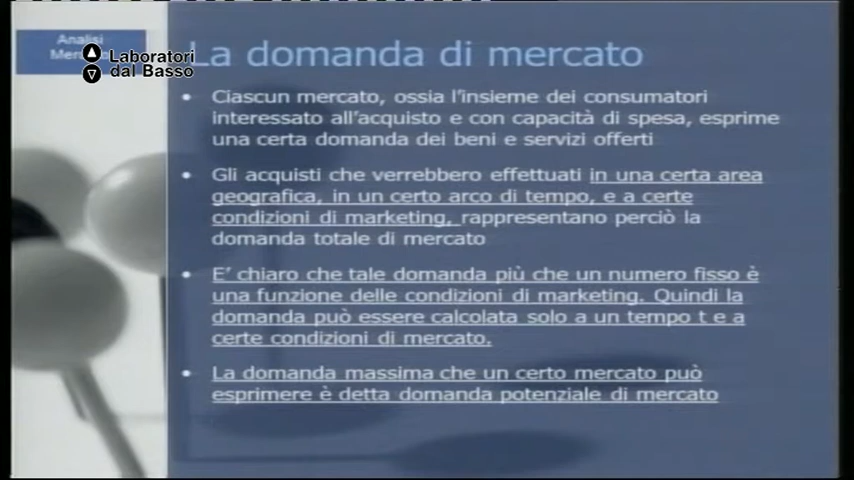 Analisi
Laboratori
dal Basso
La domanda di mercato
• Ciascun mercato, ossia l'insieme dei consumatori
interessato all'acquisto e con capacità di spesa, esprime
una certa domanda dei beni e servizi offerti
• Gli acquisti che verrebbero effettuati in una certa area
geografica, in un certo arco di tempo, e a certe
condizioni di marketing, rappresentano perciò la
domanda totale di mercato
• E' chiaro che tale domanda più che un numero fisso è
una funzione delle condizioni di marketing. Quindi la
domanda può essere calcolata solo a un tempo t e a
certe condizioni di mercato.
• La domanda massima che un certo mercato può
esprimere è detta domanda potenziale di mercato